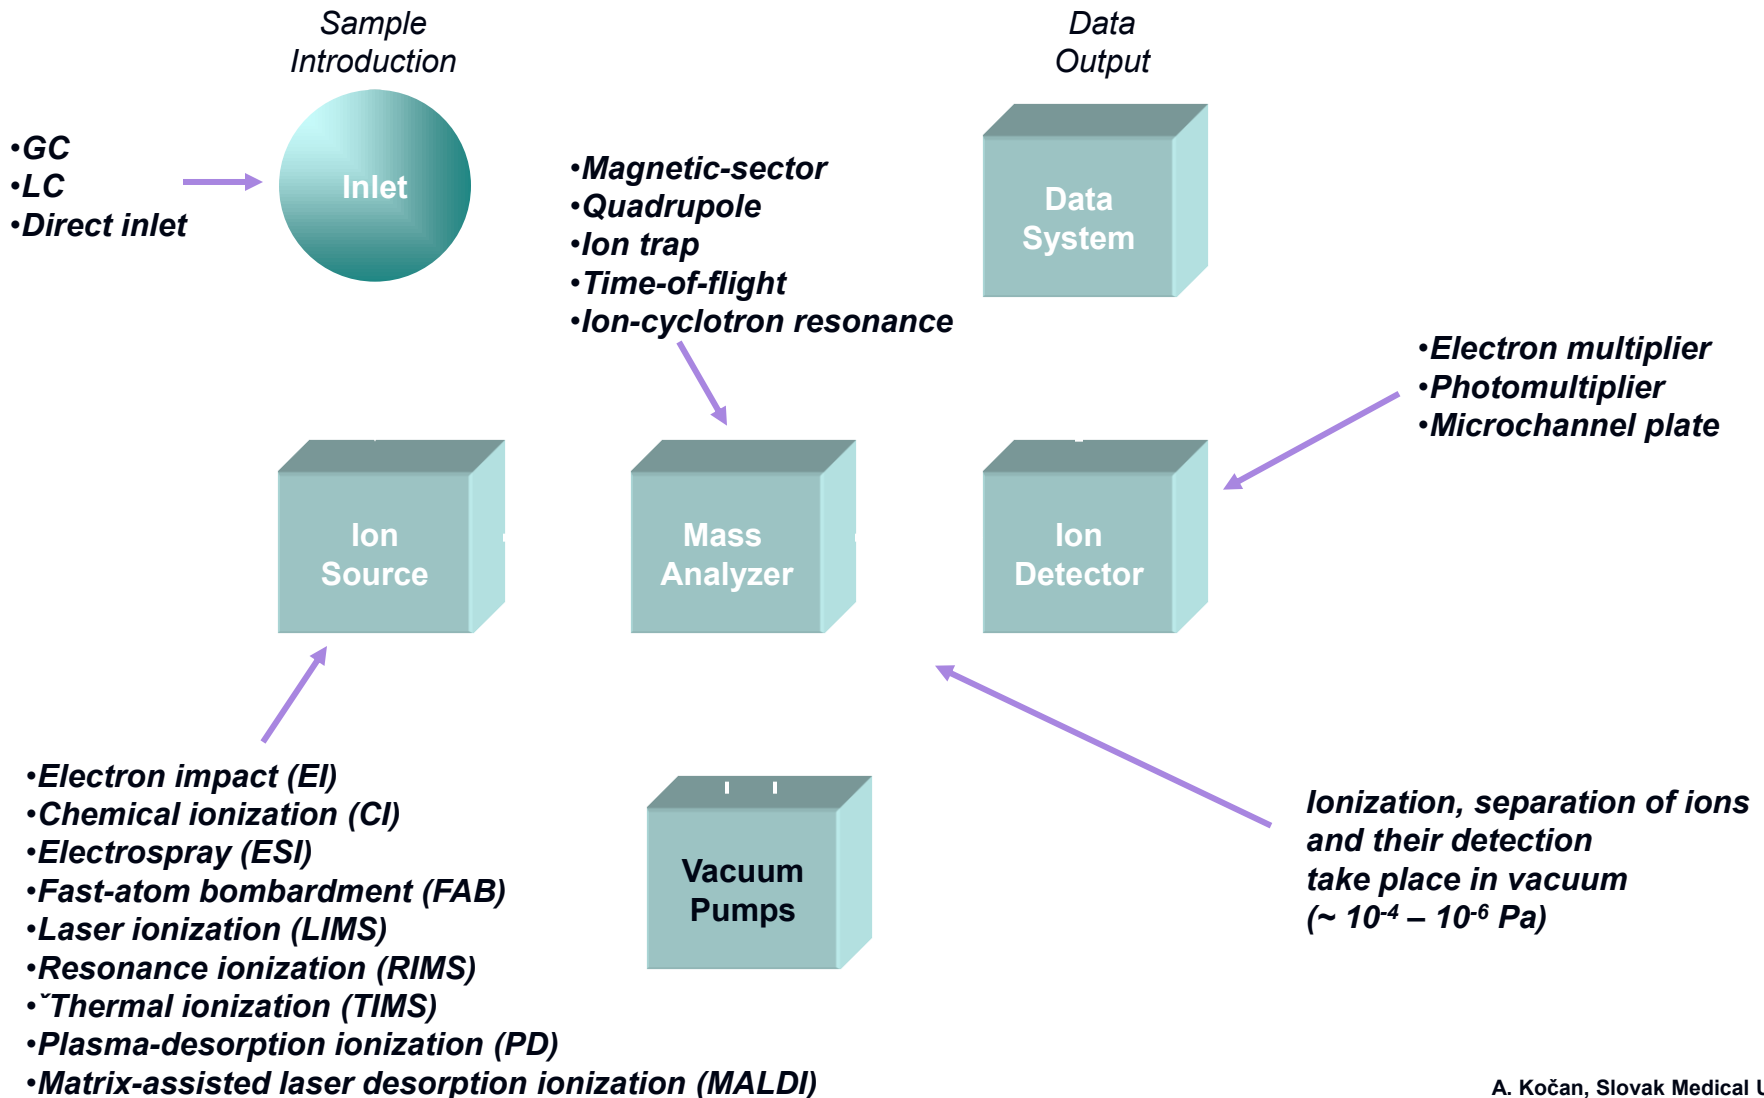 Sample
Introduction
Data
Output
•GC
•LC
•Direct inlet
Inlet
•Magnetic-sector
•Quadrupole
•Ion trap
•Time-of-flight
•Ion-cyclotron resonance
Data
System
•Electron multiplier
•Photomultiplier
•Microchannel plate
Ion
Source
Mass
Analyzer
Ion
Detector
•Electron impact (EI)
•Chemical ionization (CI)
•Electrospray (ESI)
•Fast-atom bombardment (FAB)
•Laser ionization (LIMS)
•Resonance ionization (RIMS)
•ˇThermal ionization (TIMS)
•Plasma-desorption ionization (PD)
•Matrix-assisted laser desorption ionization (MALDI)
Vacuum
Pumps
Ionization, separation of ions
and their detection
take place in vacuum
(~ 10⁻⁴ – 10⁻⁶ Pa)
A. Kočan, Slovak Medical U